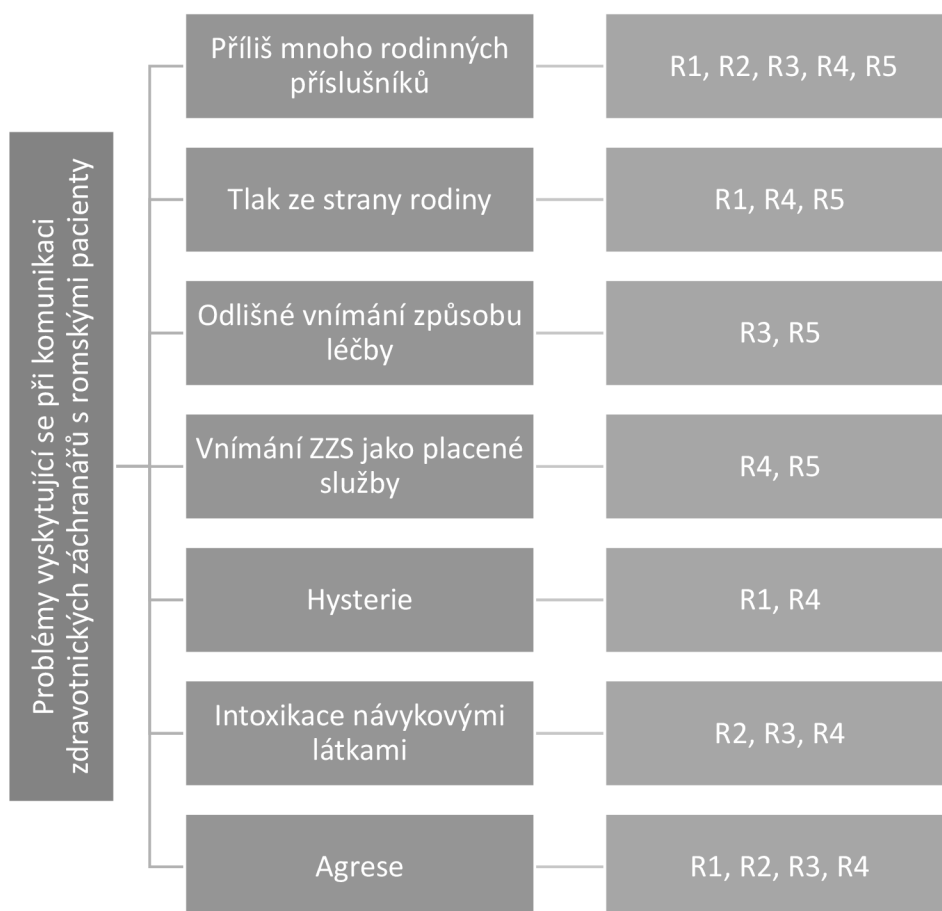 Problémy vyskytující se při komunikaci
zdravotnických záchranářů s romskými pacienty
Příliš mnoho rodinných
příslušníků
R1, R2, R3, R4, R5
Tlak ze strany rodiny
R1, R4, R5
Odlišné vnímání způsobu
léčby
R3, R5
Vnímání ZZS jako placené
služby
R4, R5
Hysterie
R1, R4
Intoxikace návykovými
látkami
R2, R3, R4
Agrese
R1, R2, R3, R4